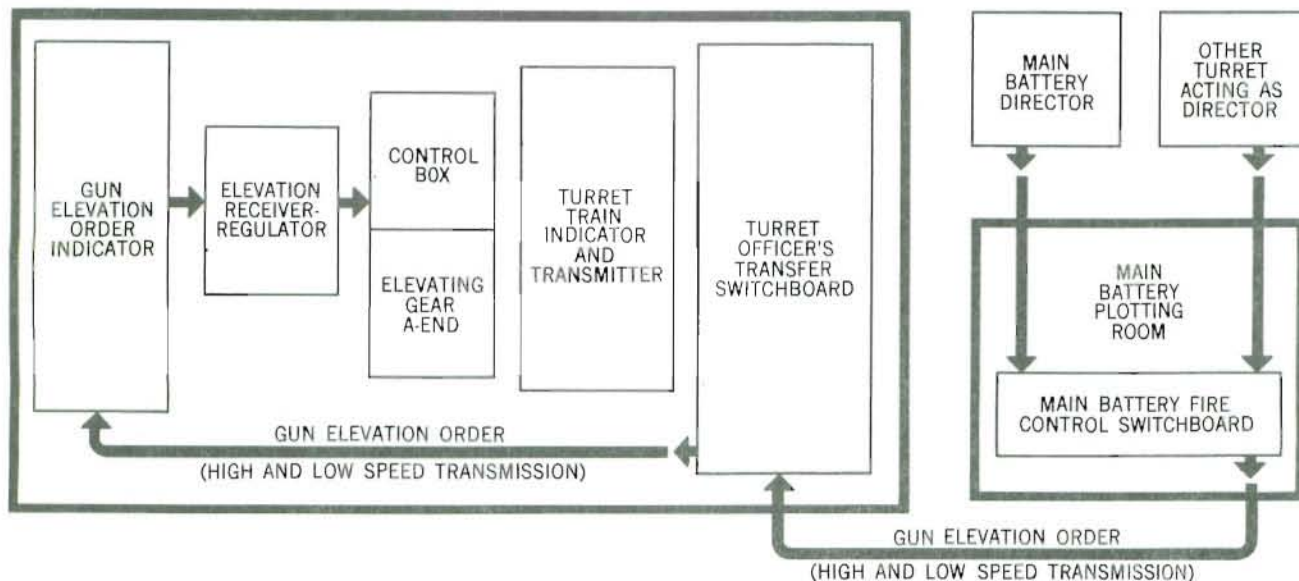 GUN
ELEVATION
ORDER
INDICATOR
ELEVATION
RECEIVER-
REGULATOR
CONTROL
BOX
ELEVATING
GEAR
A-END
TURRET
TRAIN
INDICATOR
AND
TRANSMITTER
TURRET
OFFICER'S
TRANSFER
SWITCHBOARD
GUN ELEVATION ORDER
(HIGH AND LOW SPEED TRANSMISSION)
MAIN
BATTERY
DIRECTOR
OTHER
TURRET
ACTING AS
DIRECTOR
MAIN
BATTERY
PLOTTING
ROOM
MAIN BATTERY FIRE
CONTROL SWITCHBOARD
GUN ELEVATION ORDER
(HIGH AND LOW SPEED TRANSMISSION)